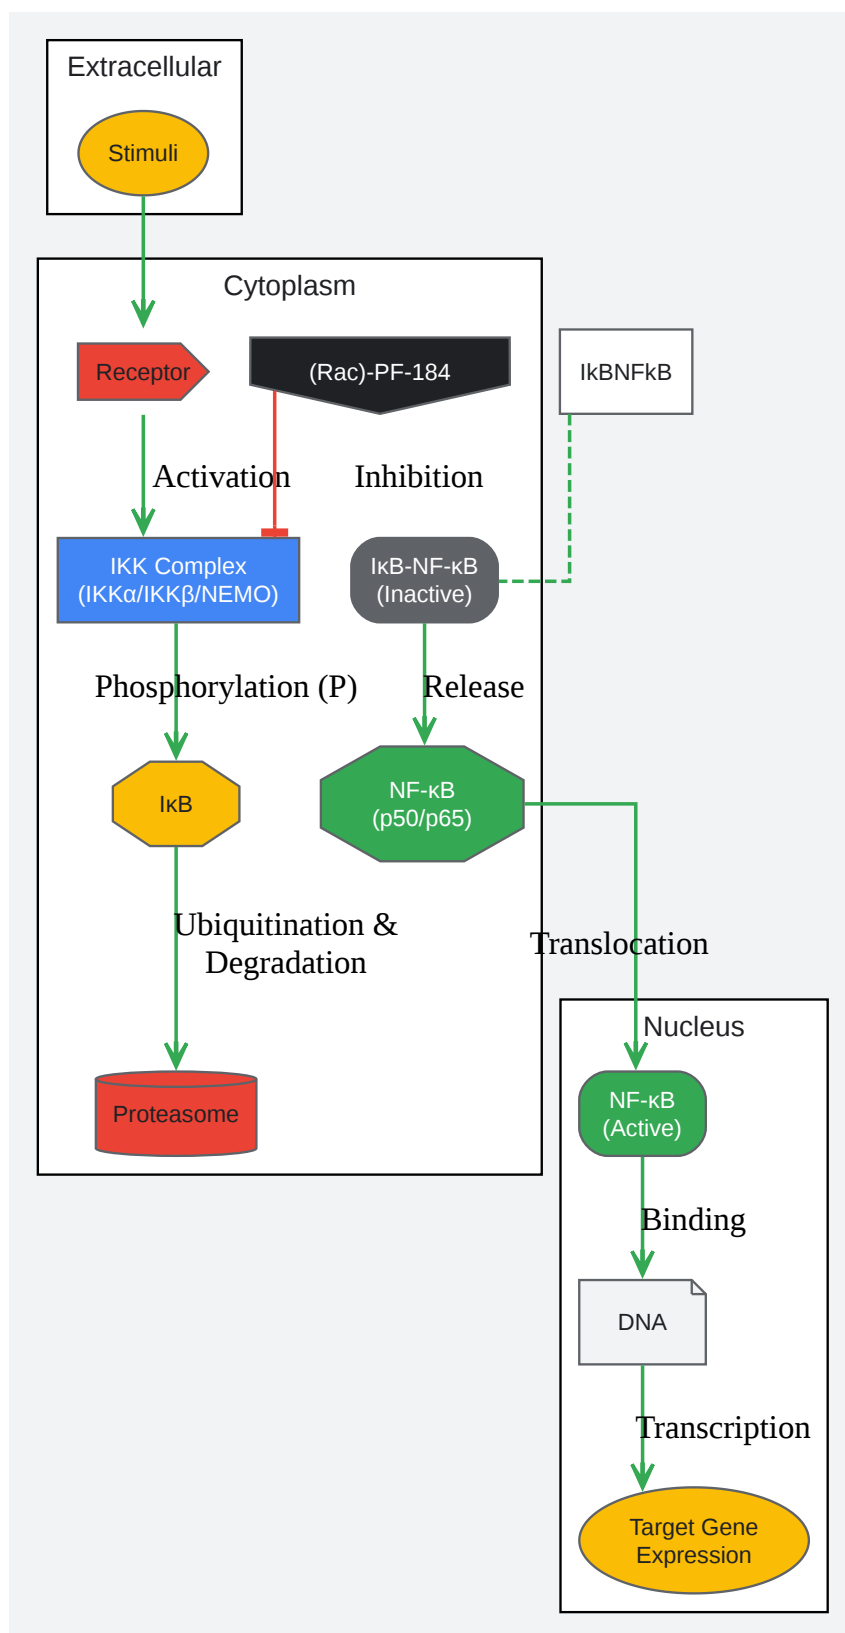 Extracellular
Stimuli
Cytoplasm
Receptor
(Rac)-PF-184
IkBNFkB
Activation
Inhibition
IKK Complex
(IKKα/IKKβ/NEMO)
IκB-NF-κB
(Inactive)
Phosphorylation (P)
Release
IκB
NF-κB
(p50/p65)
Ubiquitination &
Degradation
Translocation
Nucleus
Proteasome
NF-κB
(Active)
Binding
DNA
Transcription
Target Gene
Expression